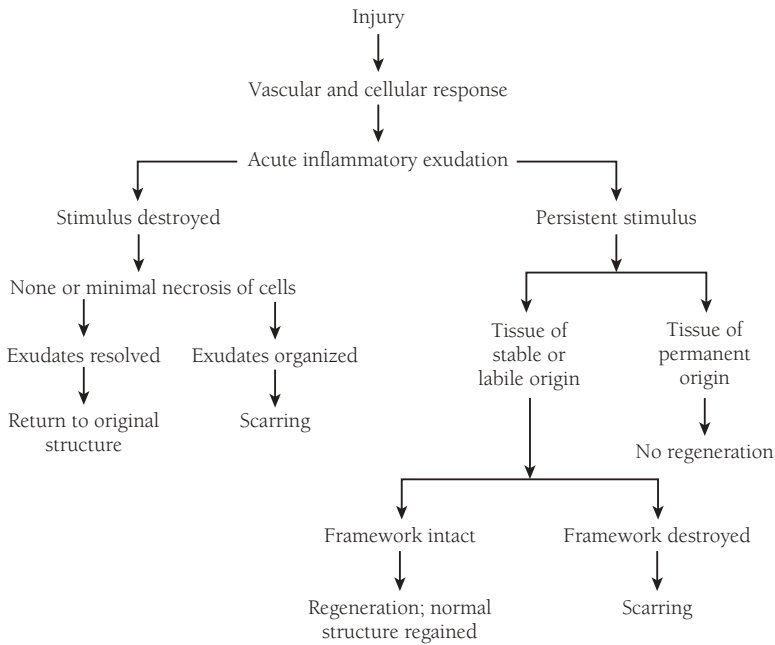 Injury
Vascular and cellular response
Acute inflammatory exudation
Stimulus destroyed
Persistent stimulus
None or minimal necrosis of cells
Exudates resolved
Exudates organized
Return to original
structure
Scarring
Tissue of
stable or
labile origin
Tissue of
permanent
origin
No regeneration
Framework intact
Framework destroyed
Regeneration; normal
structure regained
Scarring